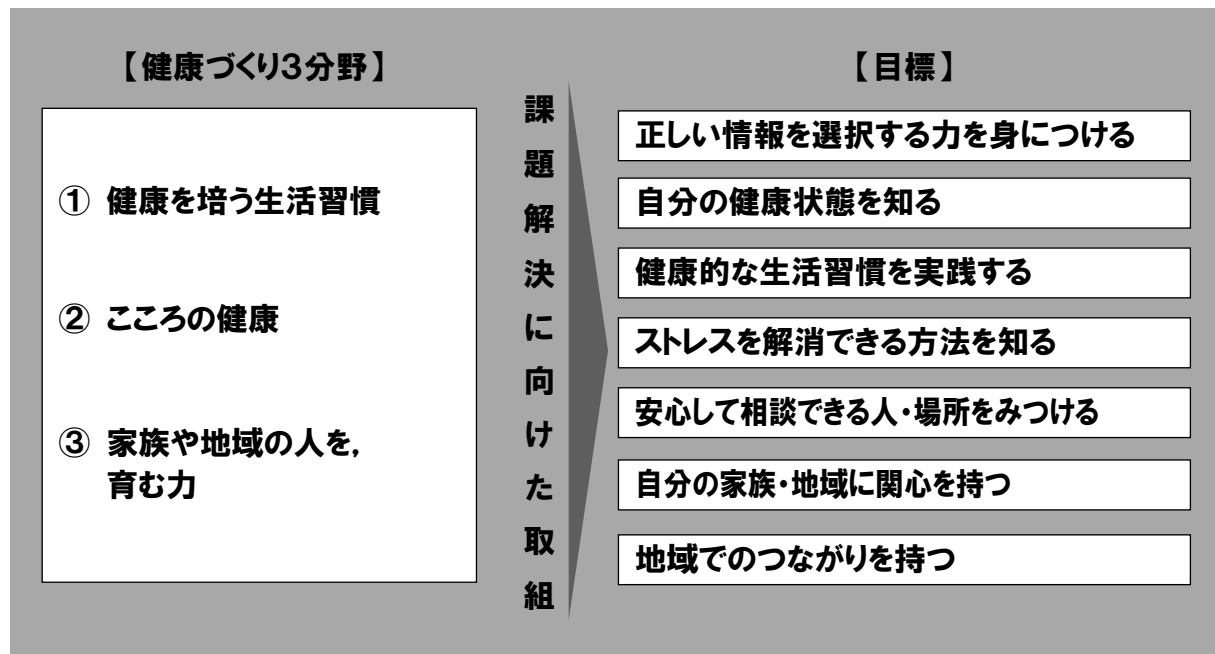 【健康づくり3分野】
① 健康を培う生活習慣
② こころの健康
③ 家族や地域の人を,
育む力
課題解決に向けた取組
【目標】
正しい情報を選択する力を身につける
自分の健康状態を知る
健康的な生活習慣を実践する
ストレスを解消できる方法を知る
安心して相談できる人・場所をみつける
自分の家族・地域に関心を持つ
地域でのつながりを持つ